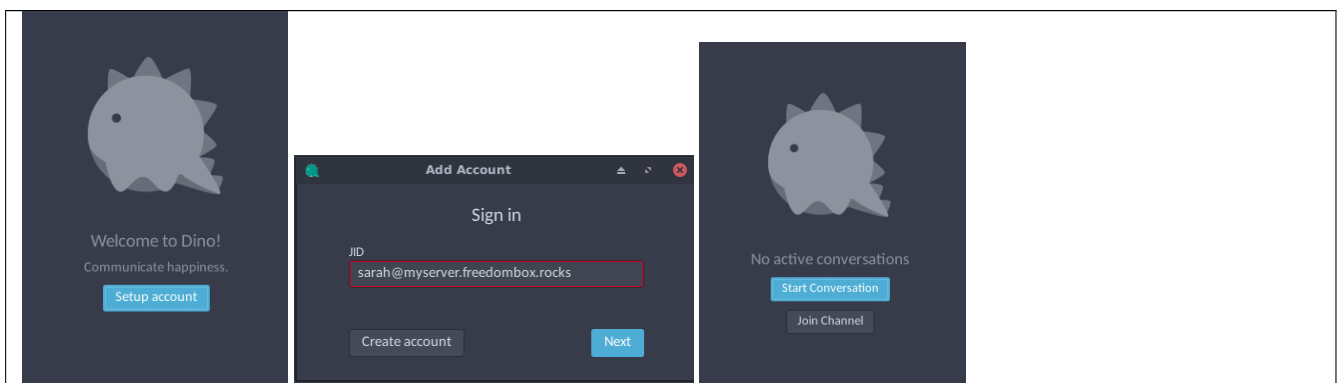 Welcome to Dino!
Communicate happiness.
Setup account
Add Account
Sign in
JID
sarah@myserver.freedombox.rocks
Create account
Next
No active conversations
Start Conversation
Join Channel